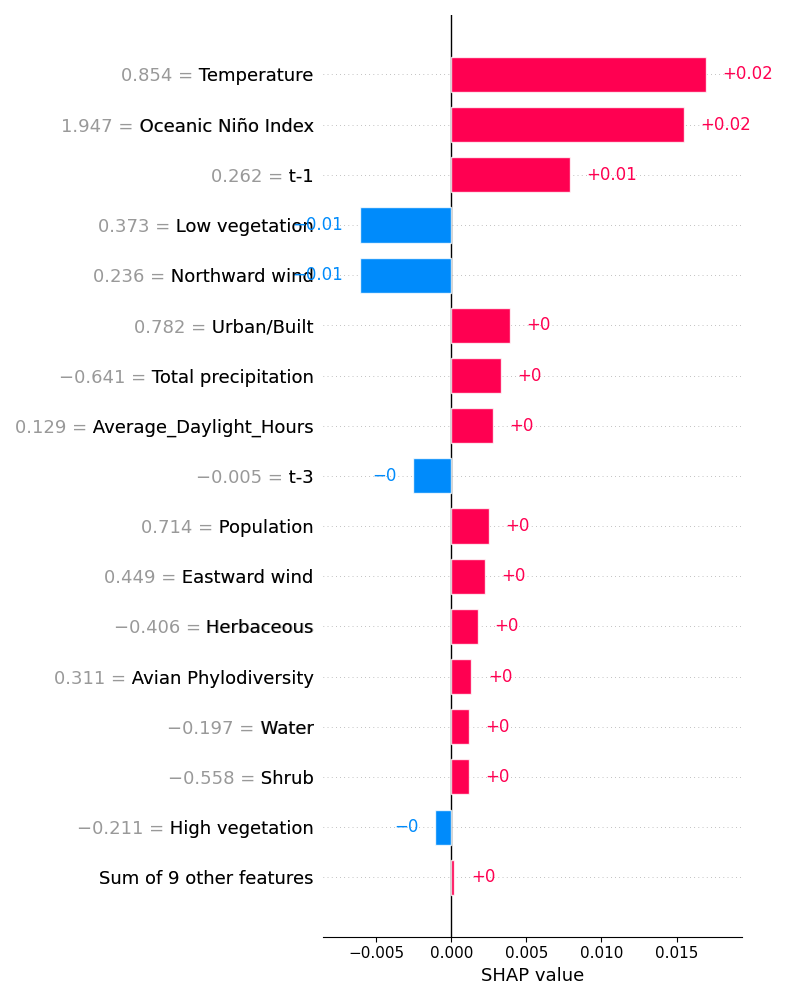 0.854 = Temperature +0.02
1.947 = Oceanic Niño Index +0.02
0.262 = t-1 +0.01
0.373 = Low vegetation −0.01
0.236 = Northward wind −0.01
0.782 = Urban/Built +0
−0.641 = Total precipitation +0
0.129 = Average_Daylight_Hours +0
−0.005 = t-3 −0
0.714 = Population +0
0.449 = Eastward wind +0
−0.406 = Herbaceous +0
0.311 = Avian Phylodiversity +0
−0.197 = Water +0
−0.558 = Shrub +0
−0.211 = High vegetation −0
Sum of 9 other features +0
−0.005 0.000 0.005 0.010 0.015
SHAP value